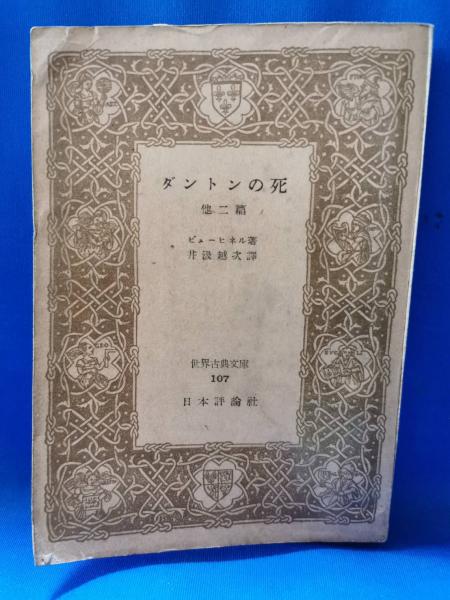 ダントンの死
他二篇
ビューヒネル著
井汲越次譯
世界古典文庫
107
日本評論社